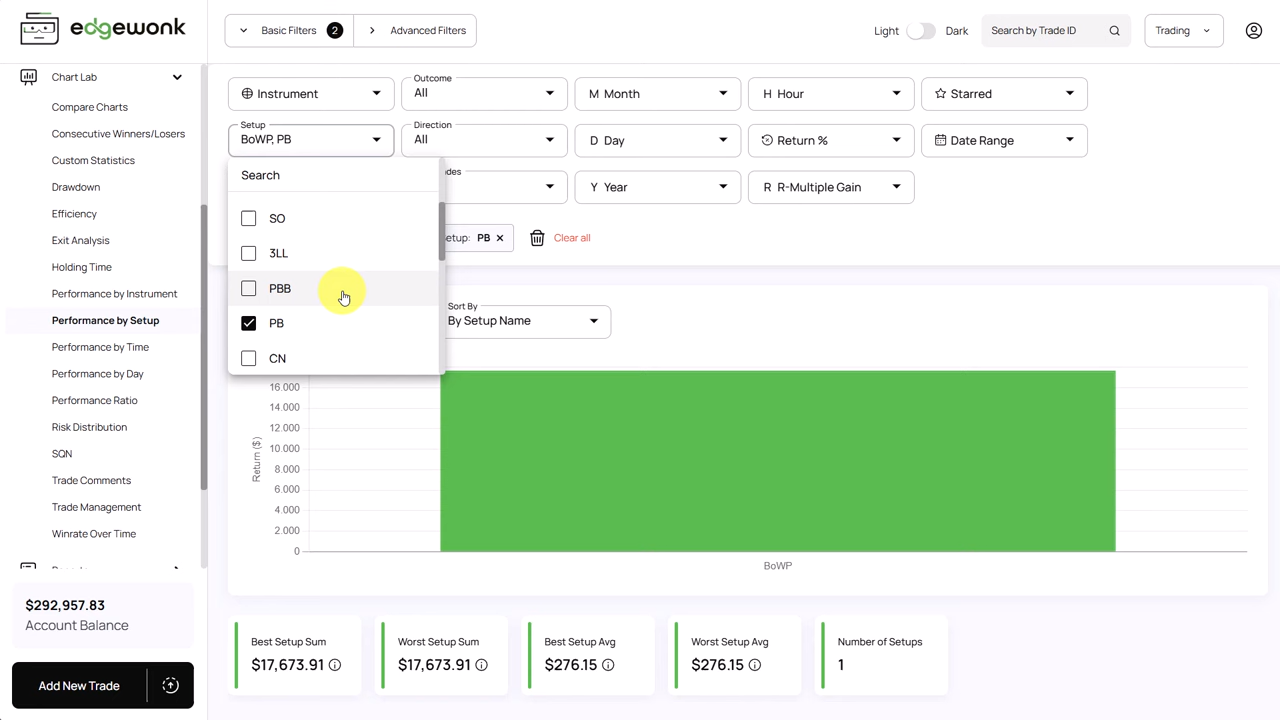 edgewonk
Basic Filters 2
Advanced Filters
Light
Dark
Search by Trade ID
Trading
Chart Lab
Compare Charts
Consecutive Winners/Losers
Custom Statistics
Drawdown
Efficiency
Exit Analysis
Holding Time
Performance by Instrument
Performance by Setup
Performance by Time
Performance by Day
Performance Ratio
Risk Distribution
SQN
Trade Comments
Trade Management
Winrate Over Time
$292,957.83
Account Balance
Add New Trade
Instrument
Outcome
All
M Month
H Hour
Starred
Setup
BoWP, PB
Direction
All
D Day
Return %
Date Range
Y Year
R R-Multiple Gain
Search
SO
3LL
PBB
PB
CN
PB
Clear all
Sort By
By Setup Name
Return ($)
16.000
14.000
12.000
10.000
8.000
6.000
4.000
2.000
0
BoWP
Best Setup Sum
$17,673.91
Worst Setup Sum
$17,673.91
Best Setup Avg
$276.15
Worst Setup Avg
$276.15
Number of Setups
1